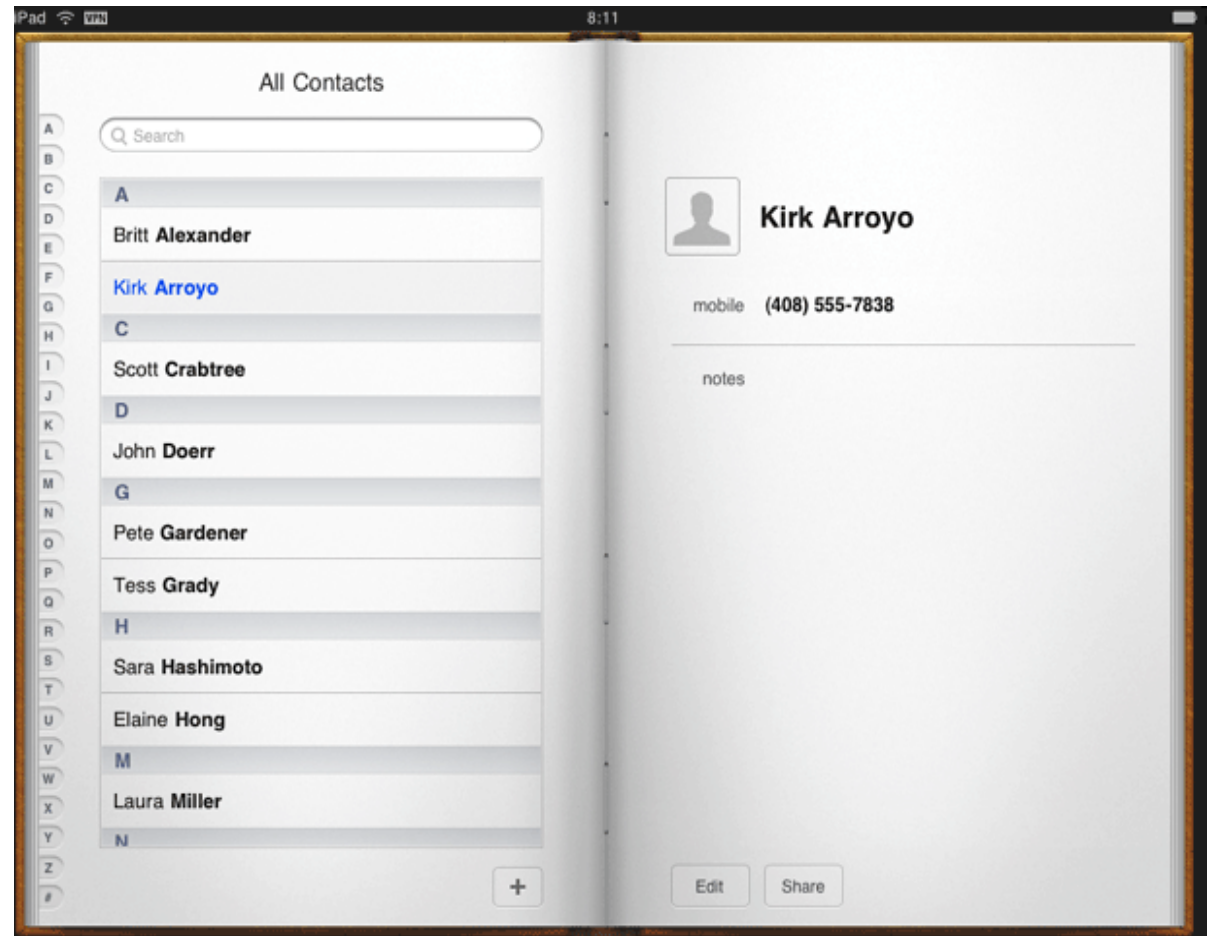 iPad VPN 8:11
All Contacts
Search
A
B
C
D
E
F
G
H
I
J
K
L
M
N
O
P
Q
R
S
T
U
V
W
X
Y
Z
#
A
Britt Alexander
Kirk Arroyo
C
Scott Crabtree
D
John Doerr
G
Pete Gardener
Tess Grady
H
Sara Hashimoto
Elaine Hong
M
Laura Miller
N
+
Kirk Arroyo
mobile (408) 555-7838
notes
Edit Share